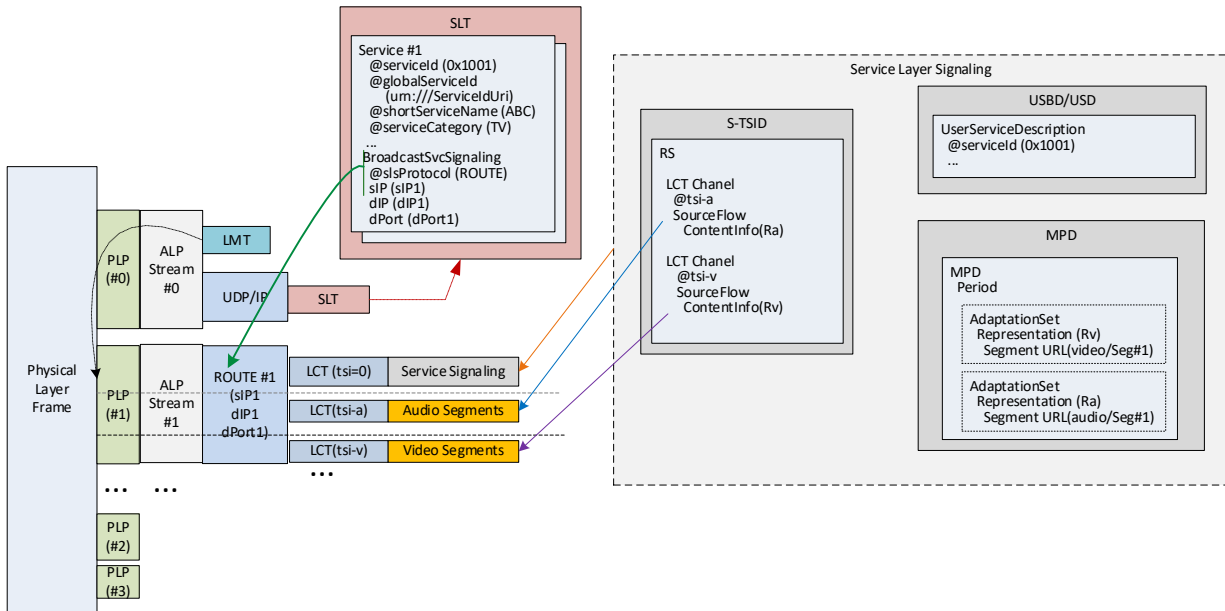 SLT
Service #1
@serviceId (0x1001)
@globalServiceId
(urn:///ServiceIdUri)
@shortServiceName (ABC)
@serviceCategory (TV)
...
BroadcastSvcSignaling
@slsProtocol (ROUTE)
sIP (sIP1)
dIP (dIP1)
dPort (dPort1)
Service Layer Signaling
S-TSID
RS
LCT Chanel
@tsi-a
SourceFlow
ContentInfo(Ra)
LCT Chanel
@tsi-v
SourceFlow
ContentInfo(Rv)
USBD/USD
UserServiceDescription
@serviceId (0x1001)
...
MPD
MPD
Period
AdaptationSet
Representation (Rv)
Segment URL(video/Seg#1)
AdaptationSet
Representation (Ra)
Segment URL(audio/Seg#1)
Physical
Layer
Frame
PLP
(#0)
ALP
Stream
#0
LMT
UDP/IP
SLT
PLP
(#1)
ALP
Stream
#1
ROUTE #1
(sIP1
dIP1
dPort1)
LCT (tsi=0)
Service Signaling
LCT(tsi-a)
Audio Segments
LCT(tsi-v)
Video Segments
...
...
...
PLP
(#2)
PLP
(#3)